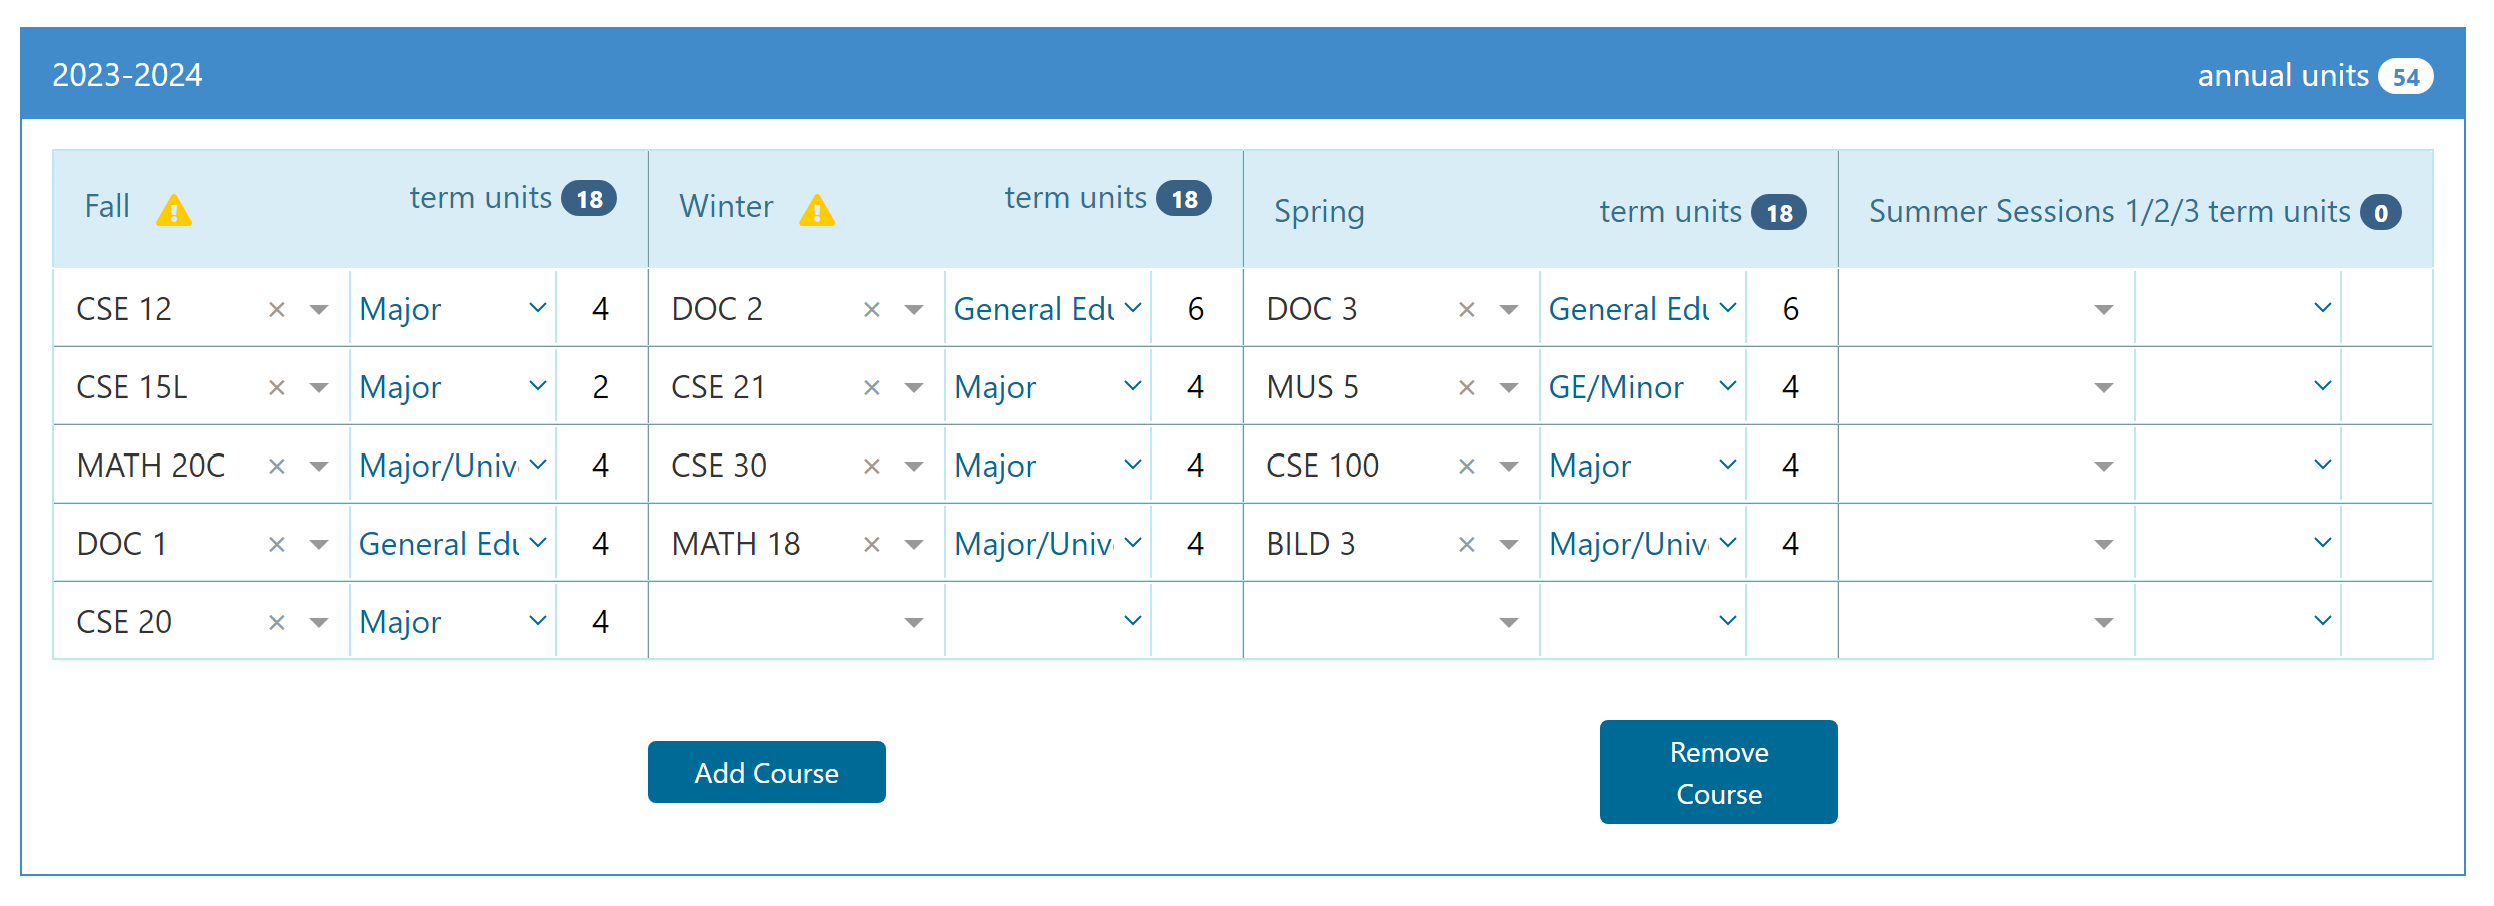 2023-2024 annual units 54
Fall term units 18 Winter term units 18 Spring term units 18 Summer Sessions 1/2/3 term units 0
CSE 12 × Major 4 DOC 2 × General Edu 6 DOC 3 × General Edu 6
CSE 15L × Major 2 CSE 21 × Major 4 MUS 5 × GE/Minor 4
MATH 20C × Major/Univ 4 CSE 30 × Major 4 CSE 100 × Major 4
DOC 1 × General Edu 4 MATH 18 × Major/Univ 4 BILD 3 × Major/Univ 4
CSE 20 × Major 4
Add Course
Remove
Course